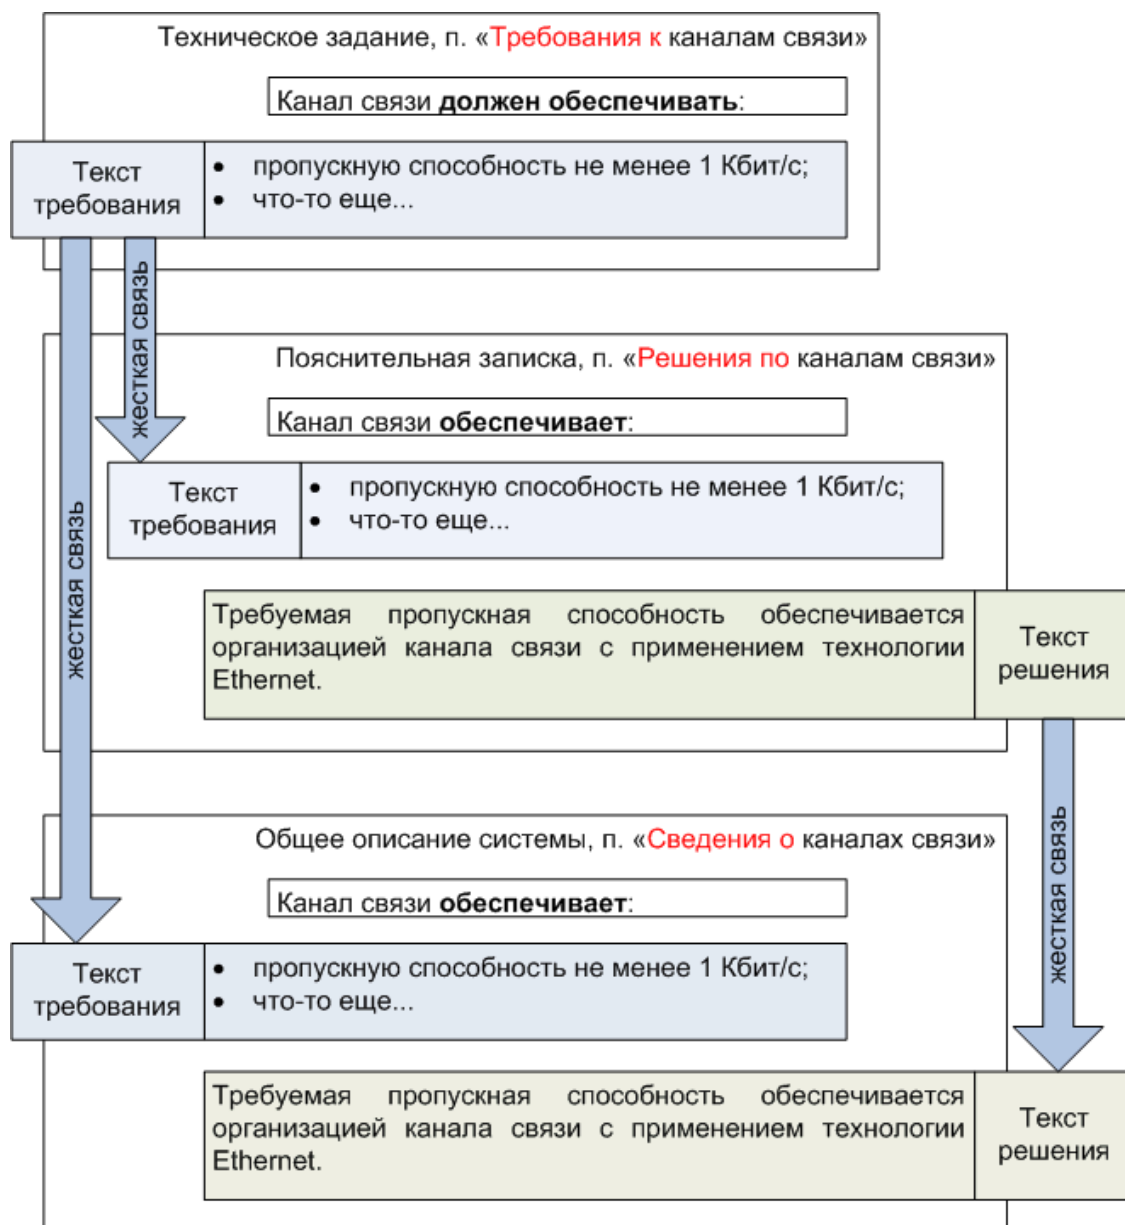 Техническое задание, п. «Требования к каналам связи»
Канал связи должен обеспечивать:
Текст
требования
• пропускную способность не менее 1 Кбит/с;
• что-то еще...
жесткая связь
жесткая связь
Пояснительная записка, п. «Решения по каналам связи»
Канал связи обеспечивает:
Текст
требования
• пропускную способность не менее 1 Кбит/с;
• что-то еще...
Требуемая пропускная способность обеспечивается
организацией канала связи с применением технологии
Ethernet.
Текст
решения
жесткая связь
Общее описание системы, п. «Сведения о каналах связи»
Канал связи обеспечивает:
Текст
требования
• пропускную способность не менее 1 Кбит/с;
• что-то еще...
Требуемая пропускная способность обеспечивается
организацией канала связи с применением технологии
Ethernet.
Текст
решения